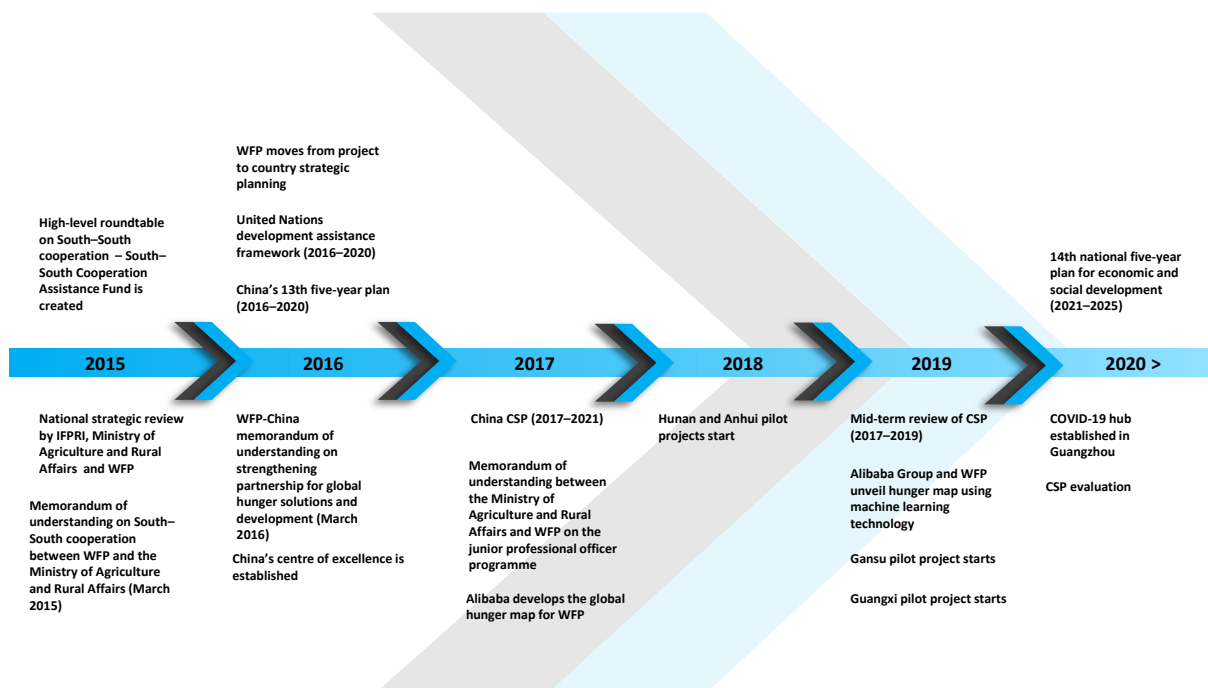 WFP moves from project
to country strategic
planning
United Nations
development assistance
framework (2016–2020)
China's 13th five-year plan
(2016–2020)
High-level roundtable
on South–South
cooperation – South–
South Cooperation
Assistance Fund is
created
14th national five-year
plan for economic and
social development
(2021–2025)
2015
2016
2017
2018
2019
2020 >
National strategic review
by IFPRI, Ministry of
Agriculture and Rural
Affairs and WFP
Memorandum of
understanding on South–
South cooperation
between WFP and the
Ministry of Agriculture
and Rural Affairs (March
2015)
WFP-China
memorandum of
understanding on
strengthening
partnership for global
hunger solutions and
development (March
2016)
China's centre of excellence is
established
China CSP (2017–2021)
Memorandum of
understanding between
the Ministry of
Agriculture and Rural
Affairs and WFP on the
junior professional officer
programme
Alibaba develops the global
hunger map for WFP
Hunan and Anhui pilot
projects start
Mid-term review of CSP
(2017–2019)
Alibaba Group and WFP
unveil hunger map using
machine learning
technology
Gansu pilot project starts
Guangxi pilot project starts
COVID-19 hub
established in
Guangzhou
CSP evaluation